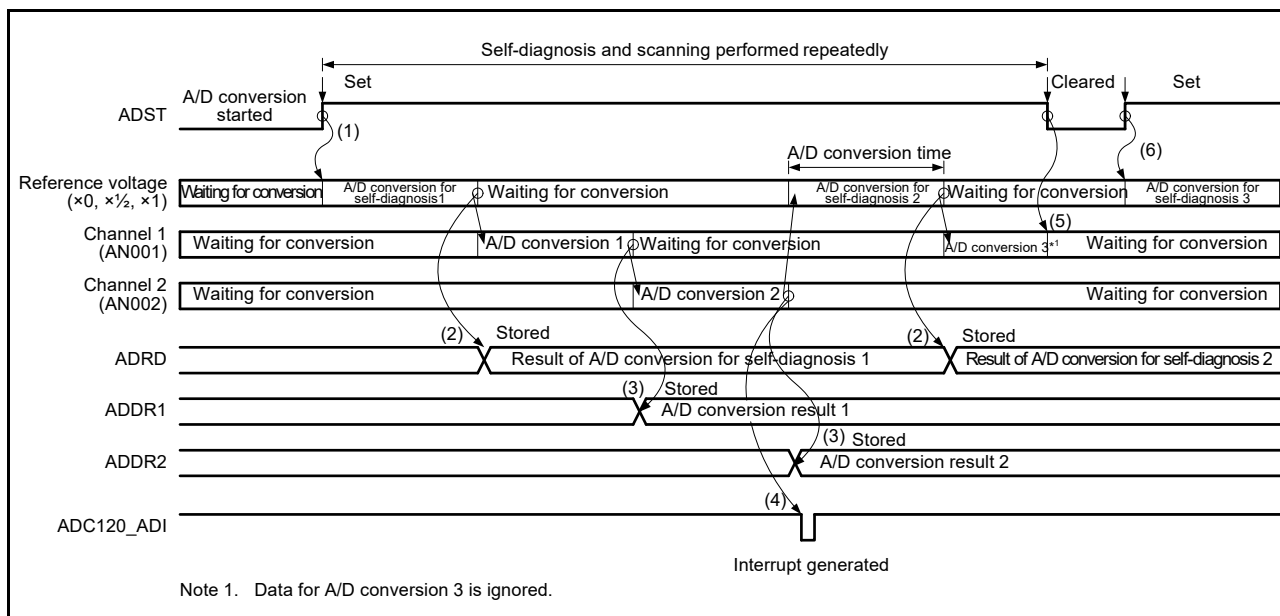 Self-diagnosis and scanning performed repeatedly
Set
Cleared
Set
A/D conversion
started
ADST
(1)
(6)
A/D conversion time
Reference voltage
(×0, ×½, ×1)
Waiting for conversion
A/D conversion for
self-diagnosis1
Waiting for conversion
A/D conversion for
self-diagnosis 2
Waiting for conversion
A/D conversion for
self-diagnosis 3
(5)
Channel 1
(AN001)
Waiting for conversion
A/D conversion 1
Waiting for conversion
A/D conversion 3*1
Waiting for conversion
Channel 2
(AN002)
Waiting for conversion
A/D conversion 2
Waiting for conversion
(2)
Stored
(2)
Stored
ADRD
Result of A/D conversion for self-diagnosis 1
Result of A/D conversion for self-diagnosis 2
(3)
Stored
ADDR1
A/D conversion result 1
(3)
Stored
ADDR2
A/D conversion result 2
(4)
ADC120_ADI
Interrupt generated
Note 1. Data for A/D conversion 3 is ignored.